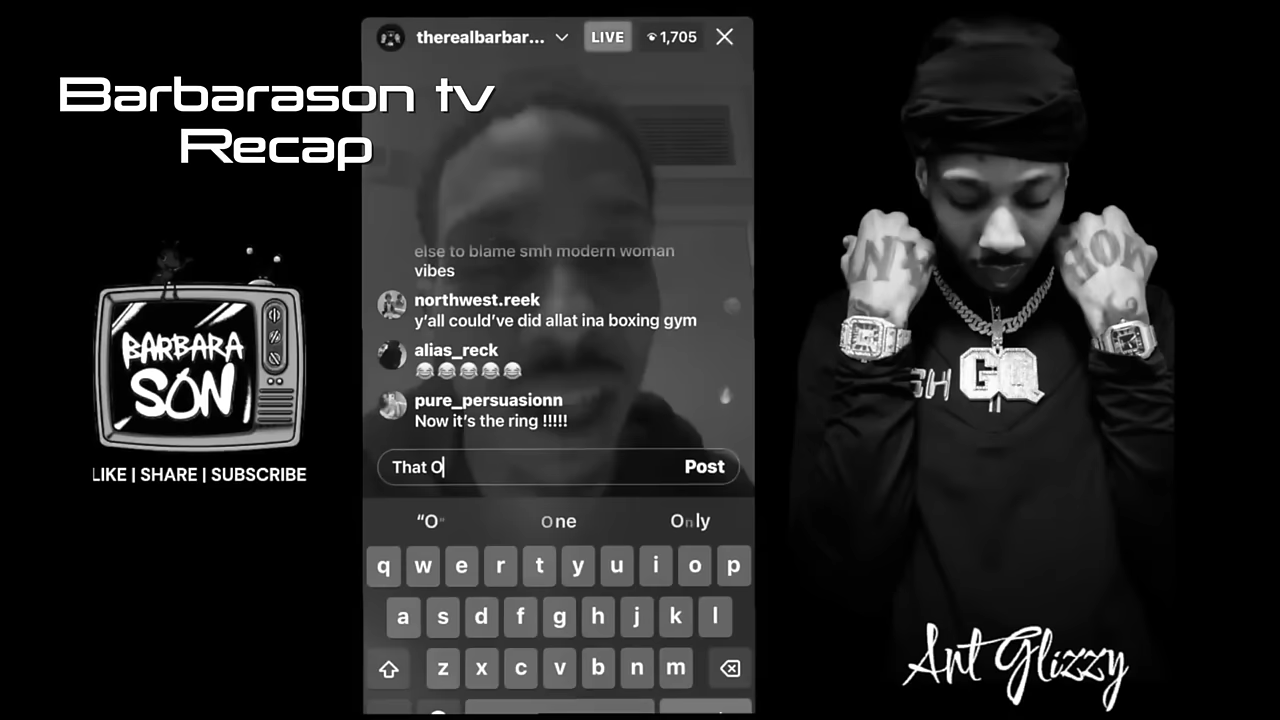 therealbarbar...
LIVE
1,705
Barbarason tv
Recap
else to blame smh modern woman
vibes
northwest.reek
y'all could've did allat ina boxing gym
alias_reck
😂😂😂😂😂
pure_persuasionn
Now it's the ring !!!!!
That O
Post
"O"
One
Only
q w e r t y u i o p
a s d f g h j k l
z x c v b n m
BARBARA
SON
LIKE | SHARE | SUBSCRIBE
GH GQ
Ant Glizzy